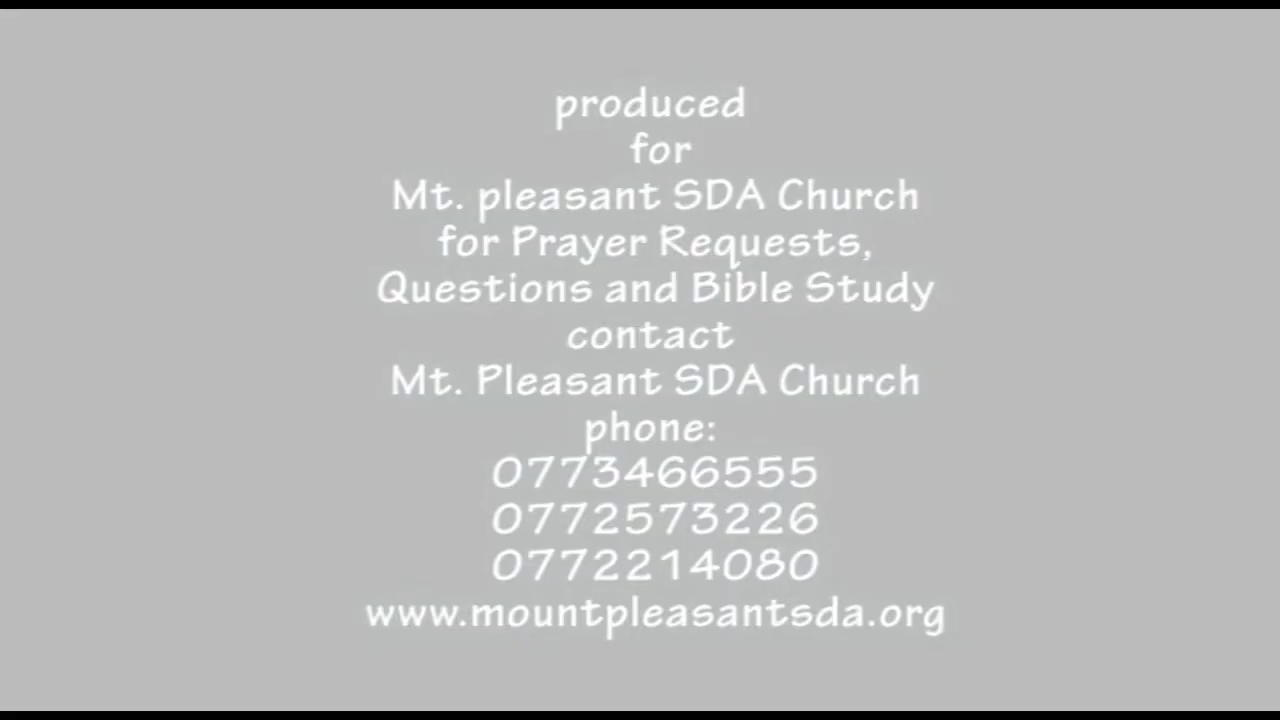 produced
for
Mt. pleasant SDA Church
for Prayer Requests,
Questions and Bible Study
contact
Mt. Pleasant SDA Church
phone:
0773466555
0772573226
0772214080
www.mountpleasantsda.org